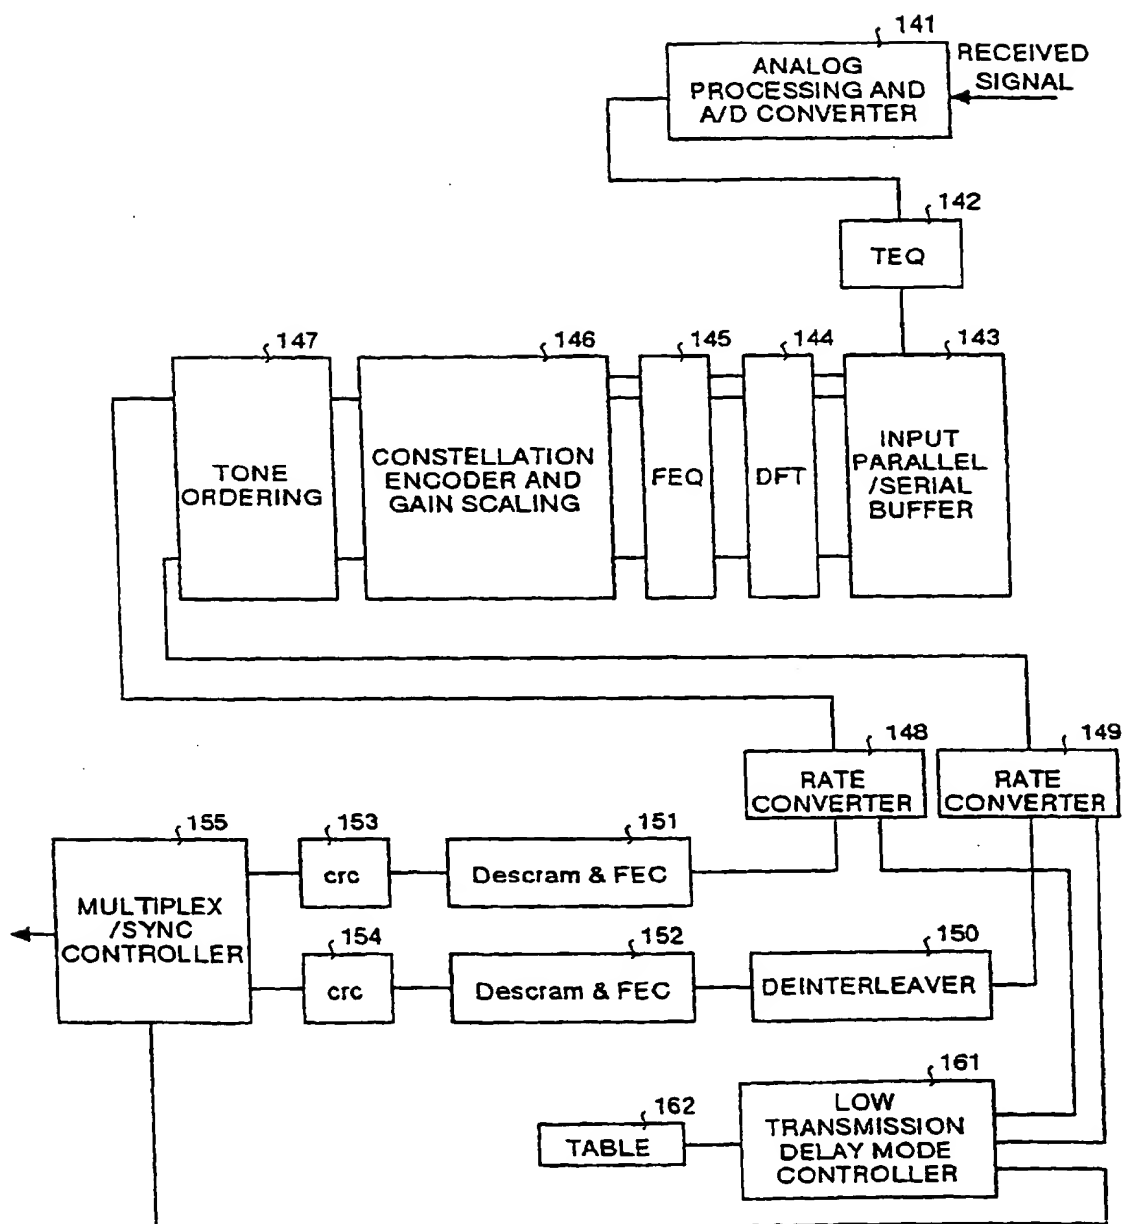 141
RECEIVED
SIGNAL
ANALOG
PROCESSING AND
A/D CONVERTER
142
TEQ
147
146
145
144
143
TONE
ORDERING
CONSTELLATION
ENCODER AND
GAIN SCALING
FEQ
DFT
INPUT
PARALLEL
/SERIAL
BUFFER
148
149
RATE
CONVERTER
RATE
CONVERTER
155
153
151
MULTIPLEX
/SYNC
CONTROLLER
crc
Descram & FEC
154
152
150
crc
Descram & FEC
DEINTERLEAVER
161
162
TABLE
LOW
TRANSMISSION
DELAY MODE
CONTROLLER